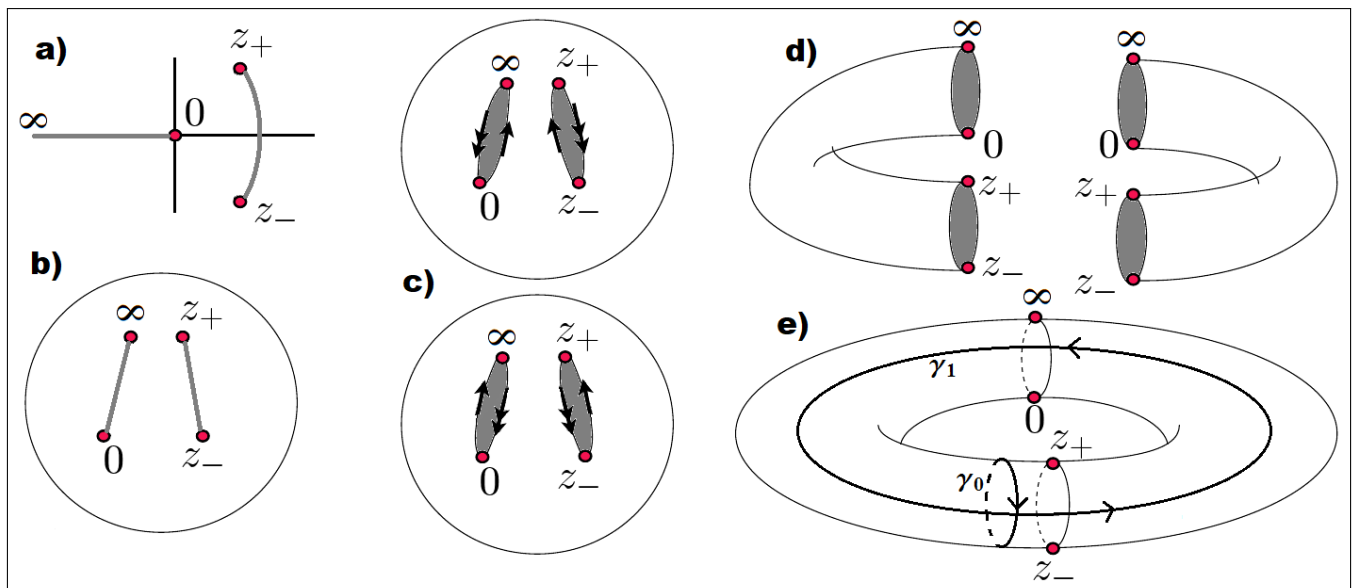 a)
z₊
∞
0
z₋
b)
∞
z₊
0
z₋
∞
z₊
0
z₋
c)
∞
z₊
0
z₋
d)
∞
0
z₊
z₋
∞
0
z₊
z₋
e)
∞
γ₁
0
z₊
γ₀
z₋